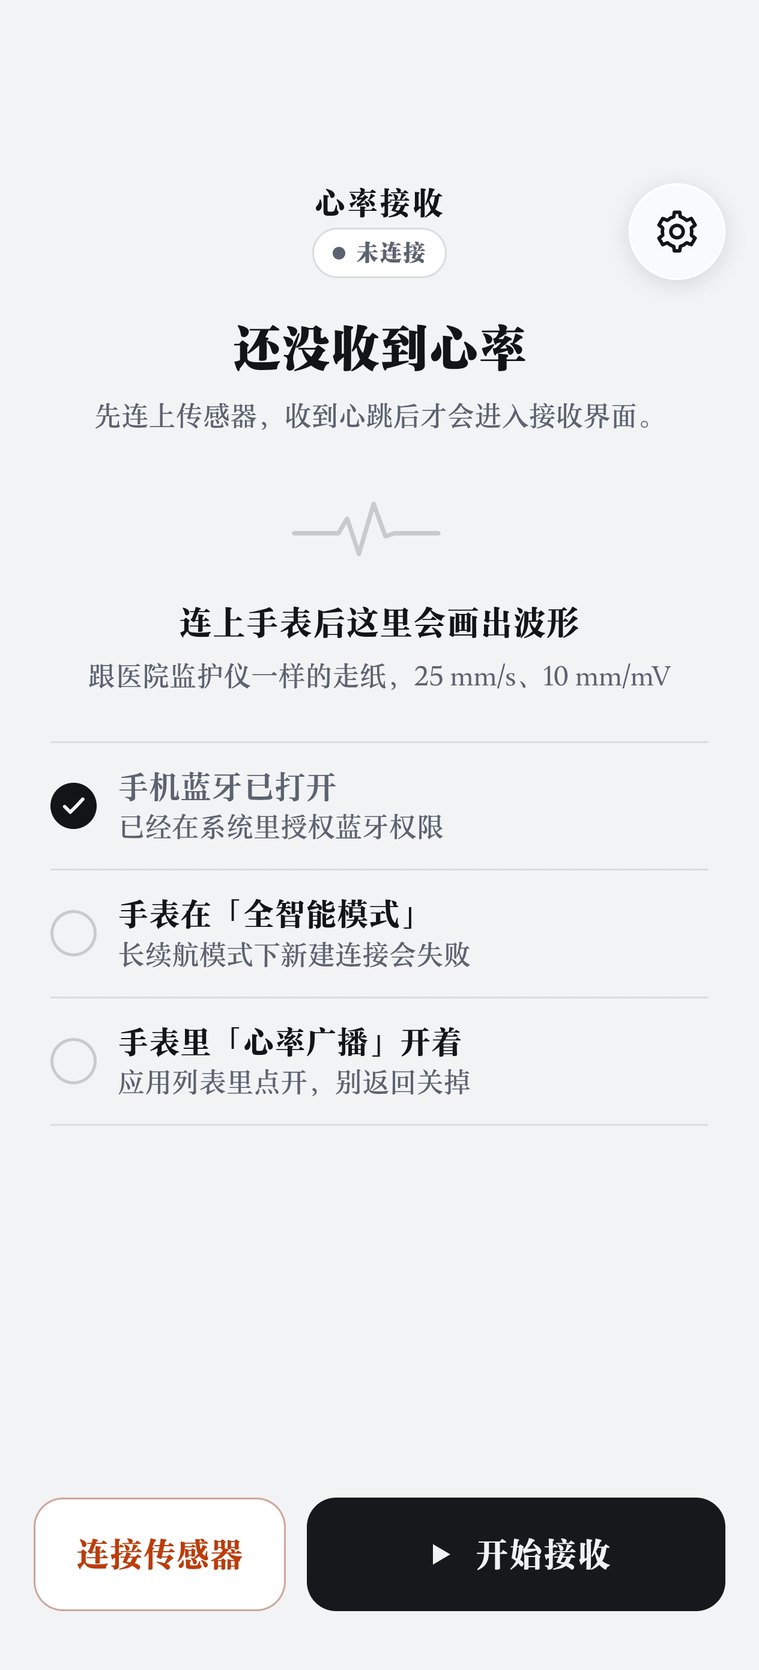 心率接收
未连接
还没收到心率
先连上传感器，收到心跳后才会进入接收界面。
连上手表后这里会画出波形
跟医院监护仪一样的走纸，25 mm/s、10 mm/mV
手机蓝牙已打开
已经在系统里授权蓝牙权限
手表在「全智能模式」
长续航模式下新建连接会失败
手表里「心率广播」开着
应用列表里点开，别返回关掉
连接传感器
开始接收